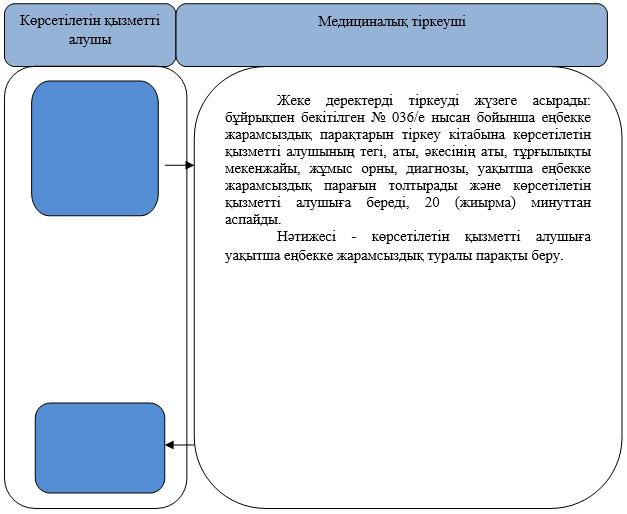 Көрсетілетін қызметті
алушы
Медициналық тіркеуші
Жеке деректерді тіркеуді жүзеге асырады:
бұйрықпен бекітілген № 036/е нысан бойынша еңбекке
жарамсыздық парақтарын тіркеу кітабына көрсетілетін
қызметті алушының тегі, аты, әкесінің аты, тұрғылықты
мекенжайы, жұмыс орны, диагнозы, уақытша еңбекке
жарамсыздық парағын толтырады және көрсетілетін
қызметті алушыға береді, 20 (жиырма) минуттан
аспайды.
Нәтижесі - көрсетілетін қызметті алушыға
уақытша еңбекке жарамсыздық туралы парақты беру.